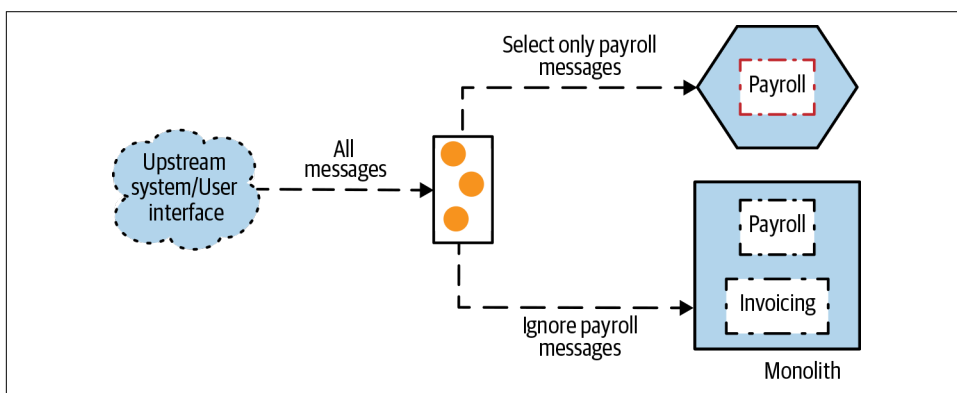 Select only payroll
messages
Payroll
All
messages
Upstream
system/User
interface
Payroll
Invoicing
Ignore payroll
messages
Monolith